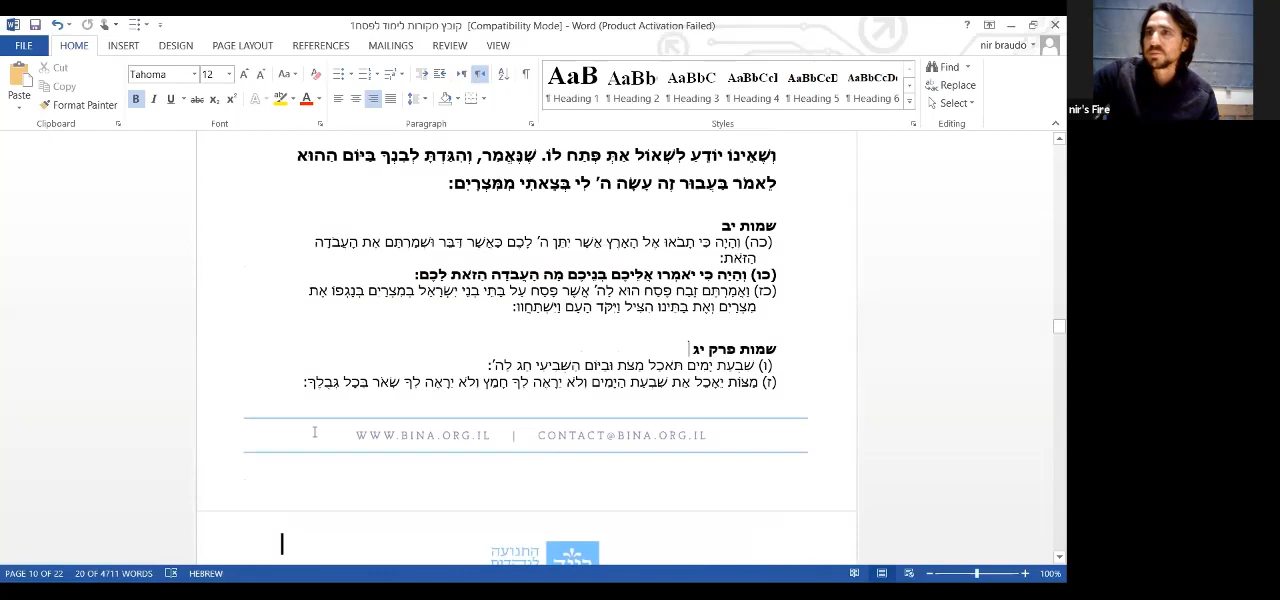 קובץ מקורות לימוד לפסח1 [Compatibility Mode] - Word (Product Activation Failed)
FILE HOME INSERT DESIGN PAGE LAYOUT REFERENCES MAILINGS REVIEW VIEW nir braudo
Cut
Copy
Format Painter
Paste
Tahoma 12
AaB AaBb AaBbC AaBbCcI AaBbCcD AaBbCcDc
Heading 1 Heading 2 Heading 3 Heading 4 Heading 5 Heading 6
Find
Replace
Select
Clipboard Font Paragraph Styles Editing
nir's Fire
וְשֶׁאֵינוֹ יוֹדֵעַ לִשְׁאוֹל אַתְּ פְּתַח לוֹ. שֶׁנֶּאֱמַר, וְהִגַּדְתָּ לְבִנְךָ בַּיּוֹם הַהוּא
לֵאמֹר בַּעֲבוּר זֶה עָשָׂה ה' לִי בְּצֵאתִי מִמִּצְרָיִם:
שמות יב
(כה) וְהָיָה כִּי תָבֹאוּ אֶל הָאָרֶץ אֲשֶׁר יִתֵּן ה' לָכֶם כַּאֲשֶׁר דִּבֵּר וּשְׁמַרְתֶּם אֶת הָעֲבֹדָה
הַזֹּאת:
(כו) וְהָיָה כִּי יֹאמְרוּ אֲלֵיכֶם בְּנֵיכֶם מָה הָעֲבֹדָה הַזֹּאת לָכֶם:
(כז) וַאֲמַרְתֶּם זֶבַח פֶּסַח הוּא לַה' אֲשֶׁר פָּסַח עַל בָּתֵּי בְנֵי יִשְׂרָאֵל בְּמִצְרַיִם בְּנָגְפּוֹ אֶת
מִצְרַיִם וְאֶת בָּתֵּינוּ הִצִּיל וַיִּקֹּד הָעָם וַיִּשְׁתַּחֲווּ:
שמות פרק יג
(ו) שִׁבְעַת יָמִים תֹּאכַל מַצֹּת וּבַיּוֹם הַשְּׁבִיעִי חַג לַה':
(ז) מַצּוֹת יֵאָכֵל אֵת שִׁבְעַת הַיָּמִים וְלֹא יֵרָאֶה לְךָ חָמֵץ וְלֹא יֵרָאֶה לְךָ שְׂאֹר בְּכָל גְּבֻלֶךָ:
WWW.BINA.ORG.IL | CONTACT@BINA.ORG.IL
התנועה
ליהדות
בינה
PAGE 10 OF 22 20 OF 4711 WORDS HEBREW 100%